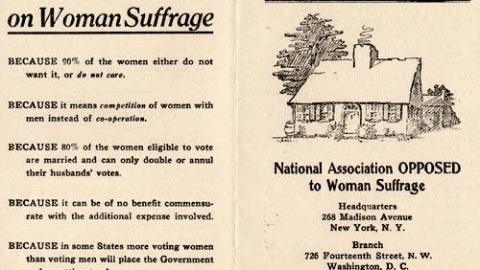 on Woman Suffrage
BECAUSE 90% of the women either do not
want it, or do not care.
BECAUSE it means competition of women with
men instead of co-operation.
BECAUSE 80% of the women eligible to vote
are married and can only double or annul
their husbands' votes.
BECAUSE it can be of no benefit commensu-
rate with the additional expense involved.
BECAUSE in some States more voting women
than voting men will place the Government
National Association OPPOSED
to Woman Suffrage
Headquarters
268 Madison Avenue
New York, N. Y.
Branch
726 Fourteenth Street, N. W.
Washington, D. C.